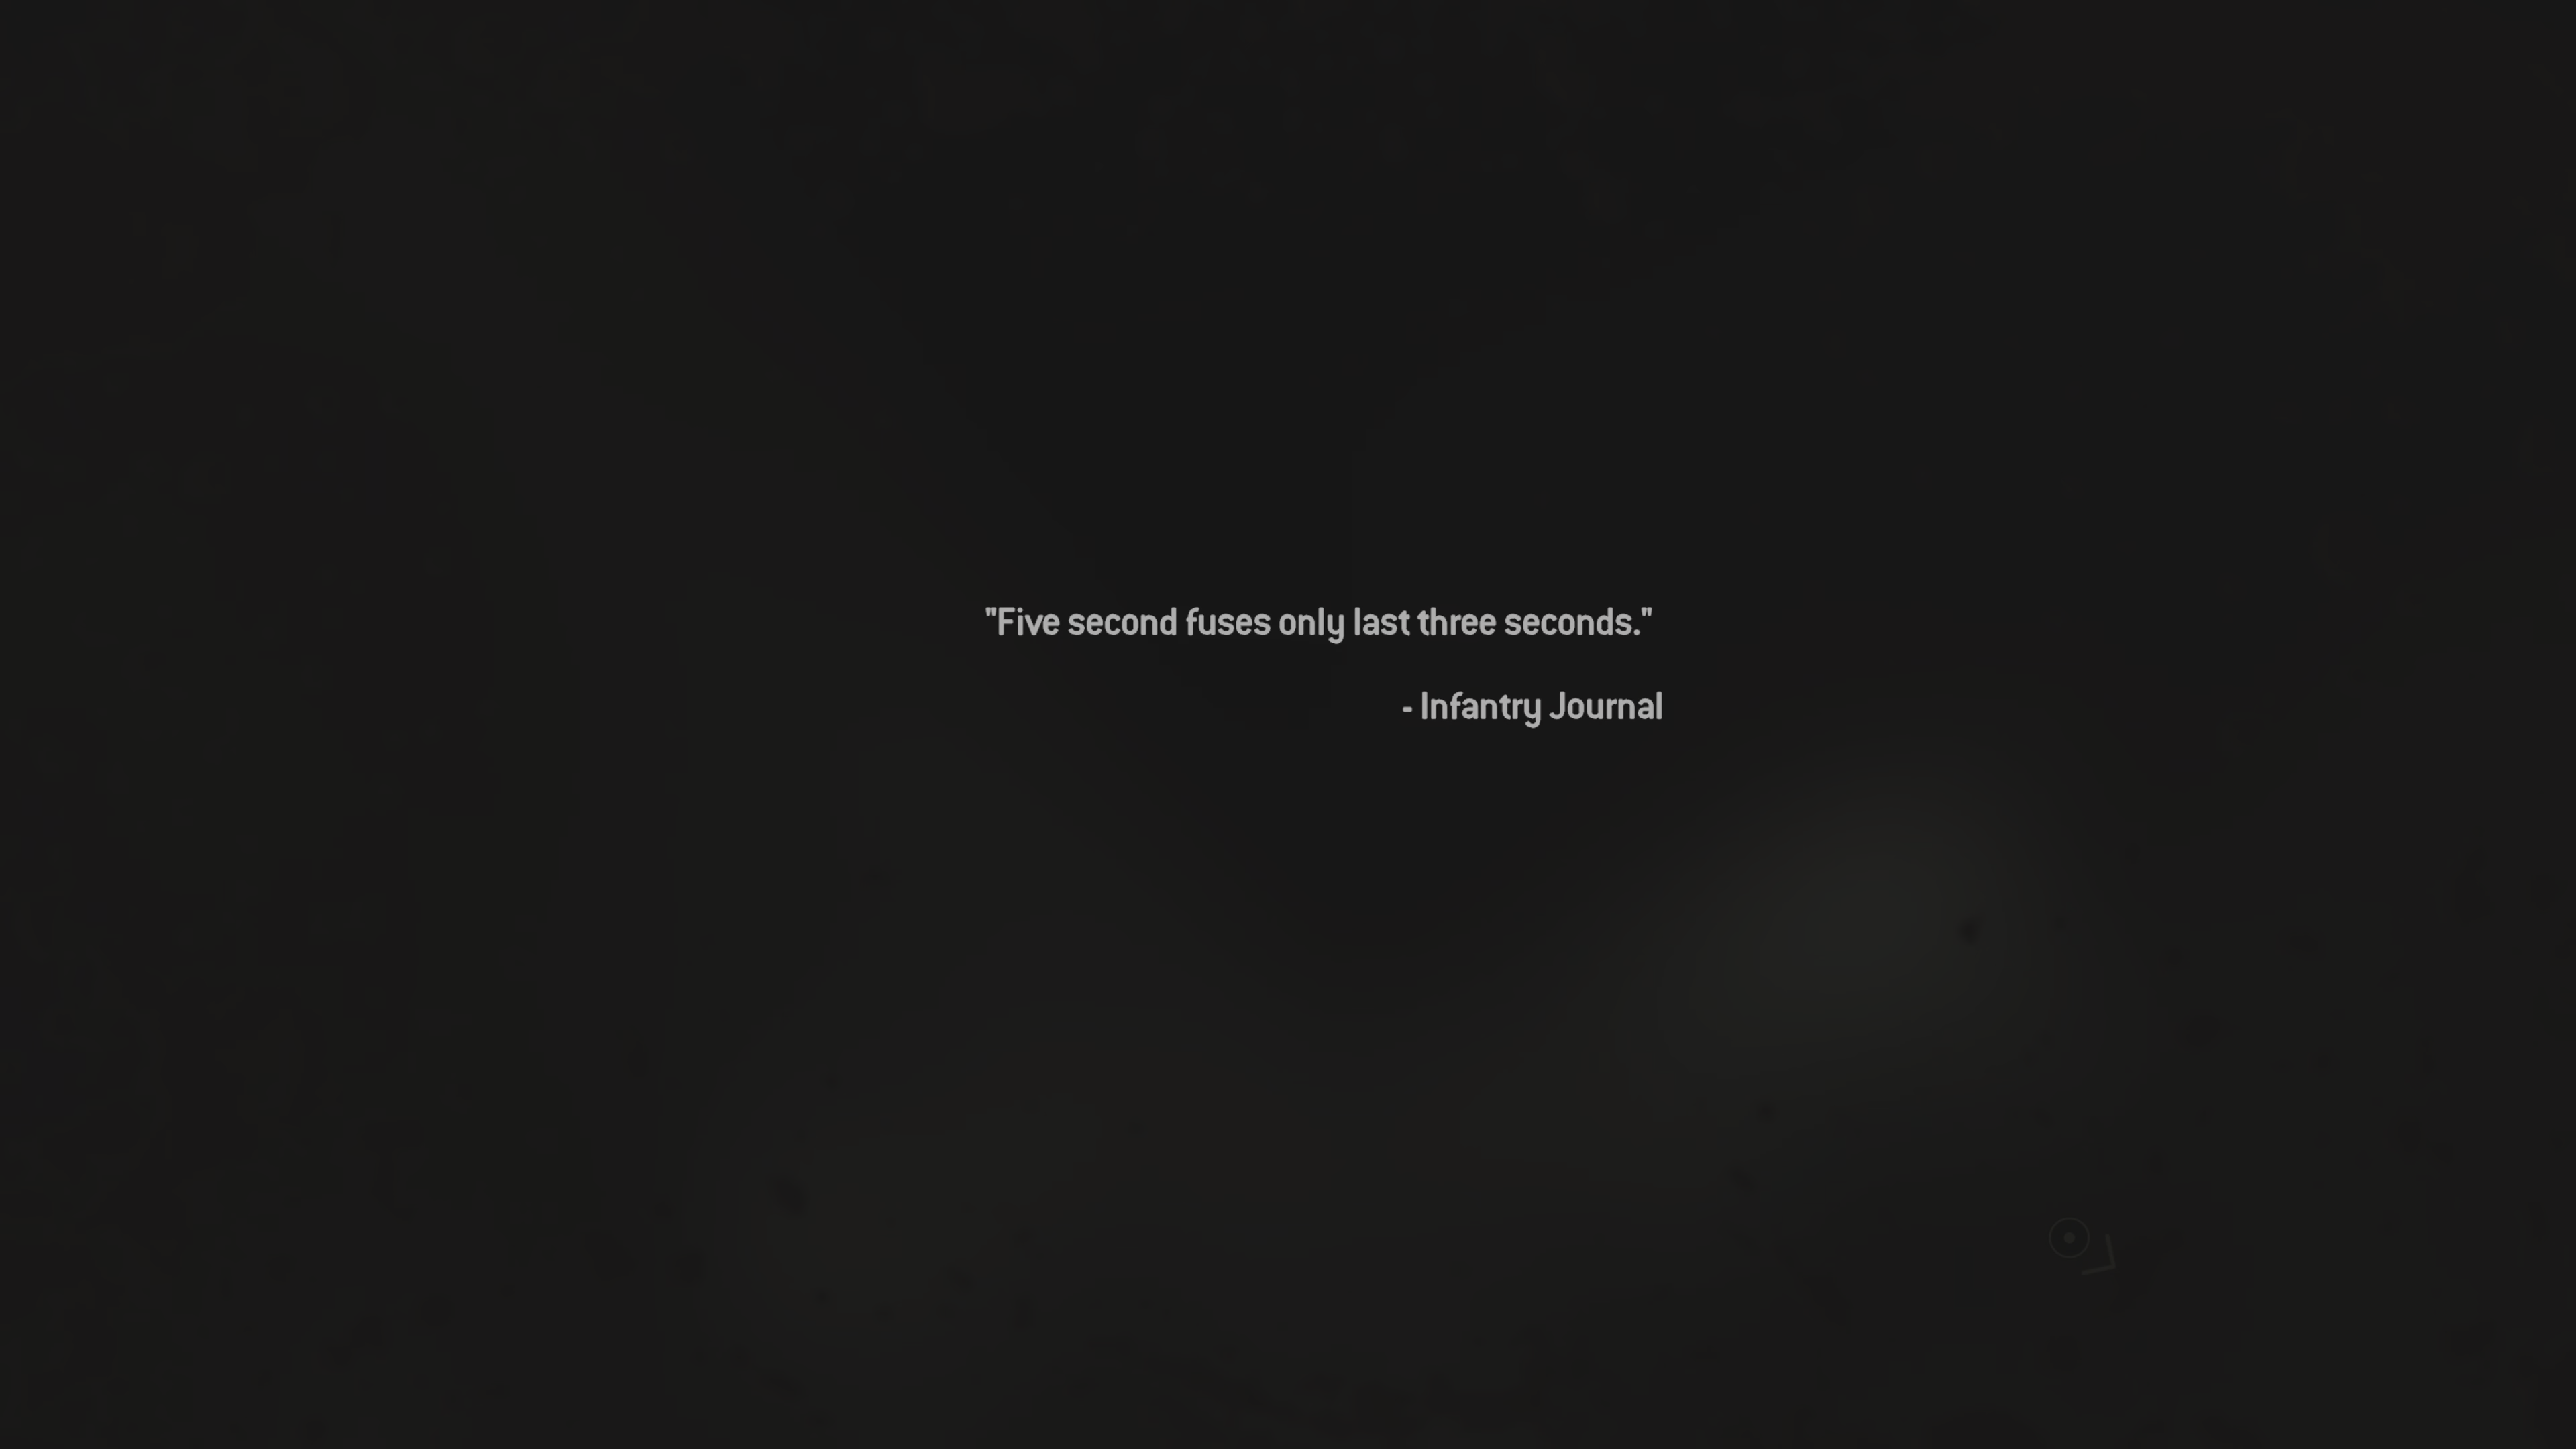 "Five second fuses only last three seconds."
- Infantry Journal